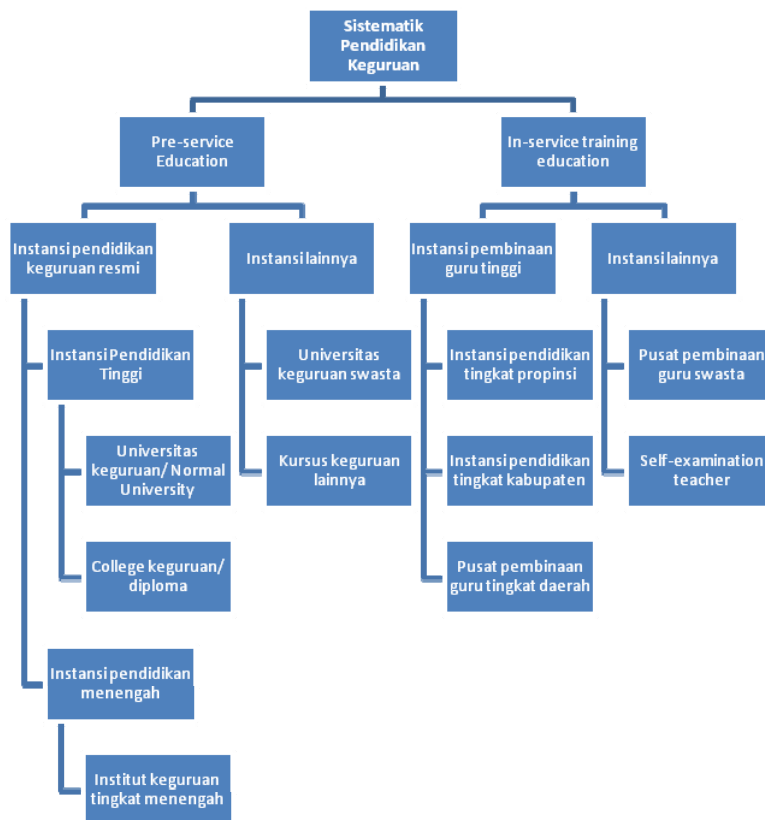 Sistematik
Pendidikan
Keguruan
Pre-service
Education
In-service training
education
Instansi pendidikan
keguruan resmi
Instansi lainnya
Instansi pembinaan
guru tinggi
Instansi lainnya
Instansi Pendidikan
Tinggi
Universitas
keguruan swasta
Instansi pendidikan
tingkat propinsi
Pusat pembinaan
guru swasta
Universitas
keguruan/ Normal
University
Kursus keguruan
lainnya
Instansi pendidikan
tingkat kabupaten
Self-examination
teacher
College keguruan/
diploma
Pusat pembinaan
guru tingkat daerah
Instansi pendidikan
menengah
Institut keguruan
tingkat menengah